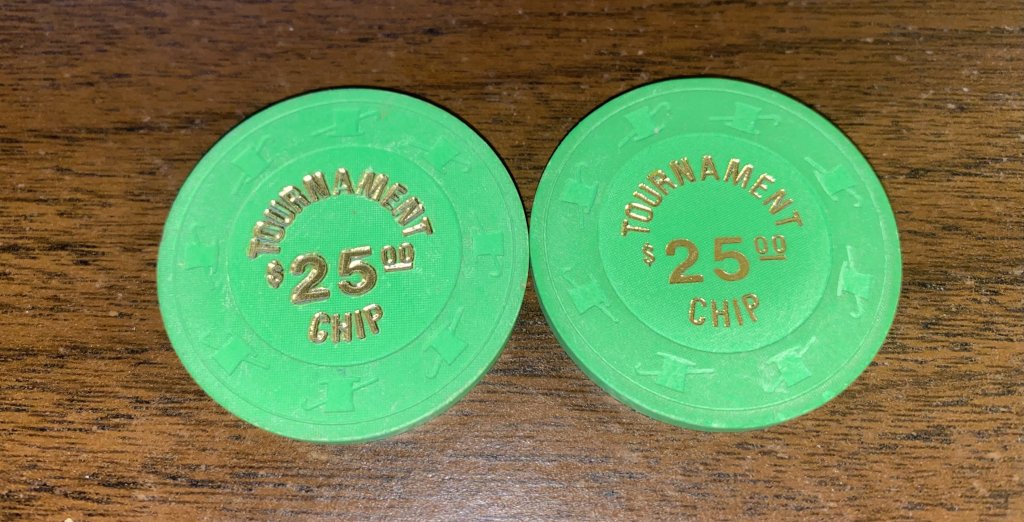 TOURNAMENT
$25.00
CHIP
TOURNAMENT
$25.00
CHIP